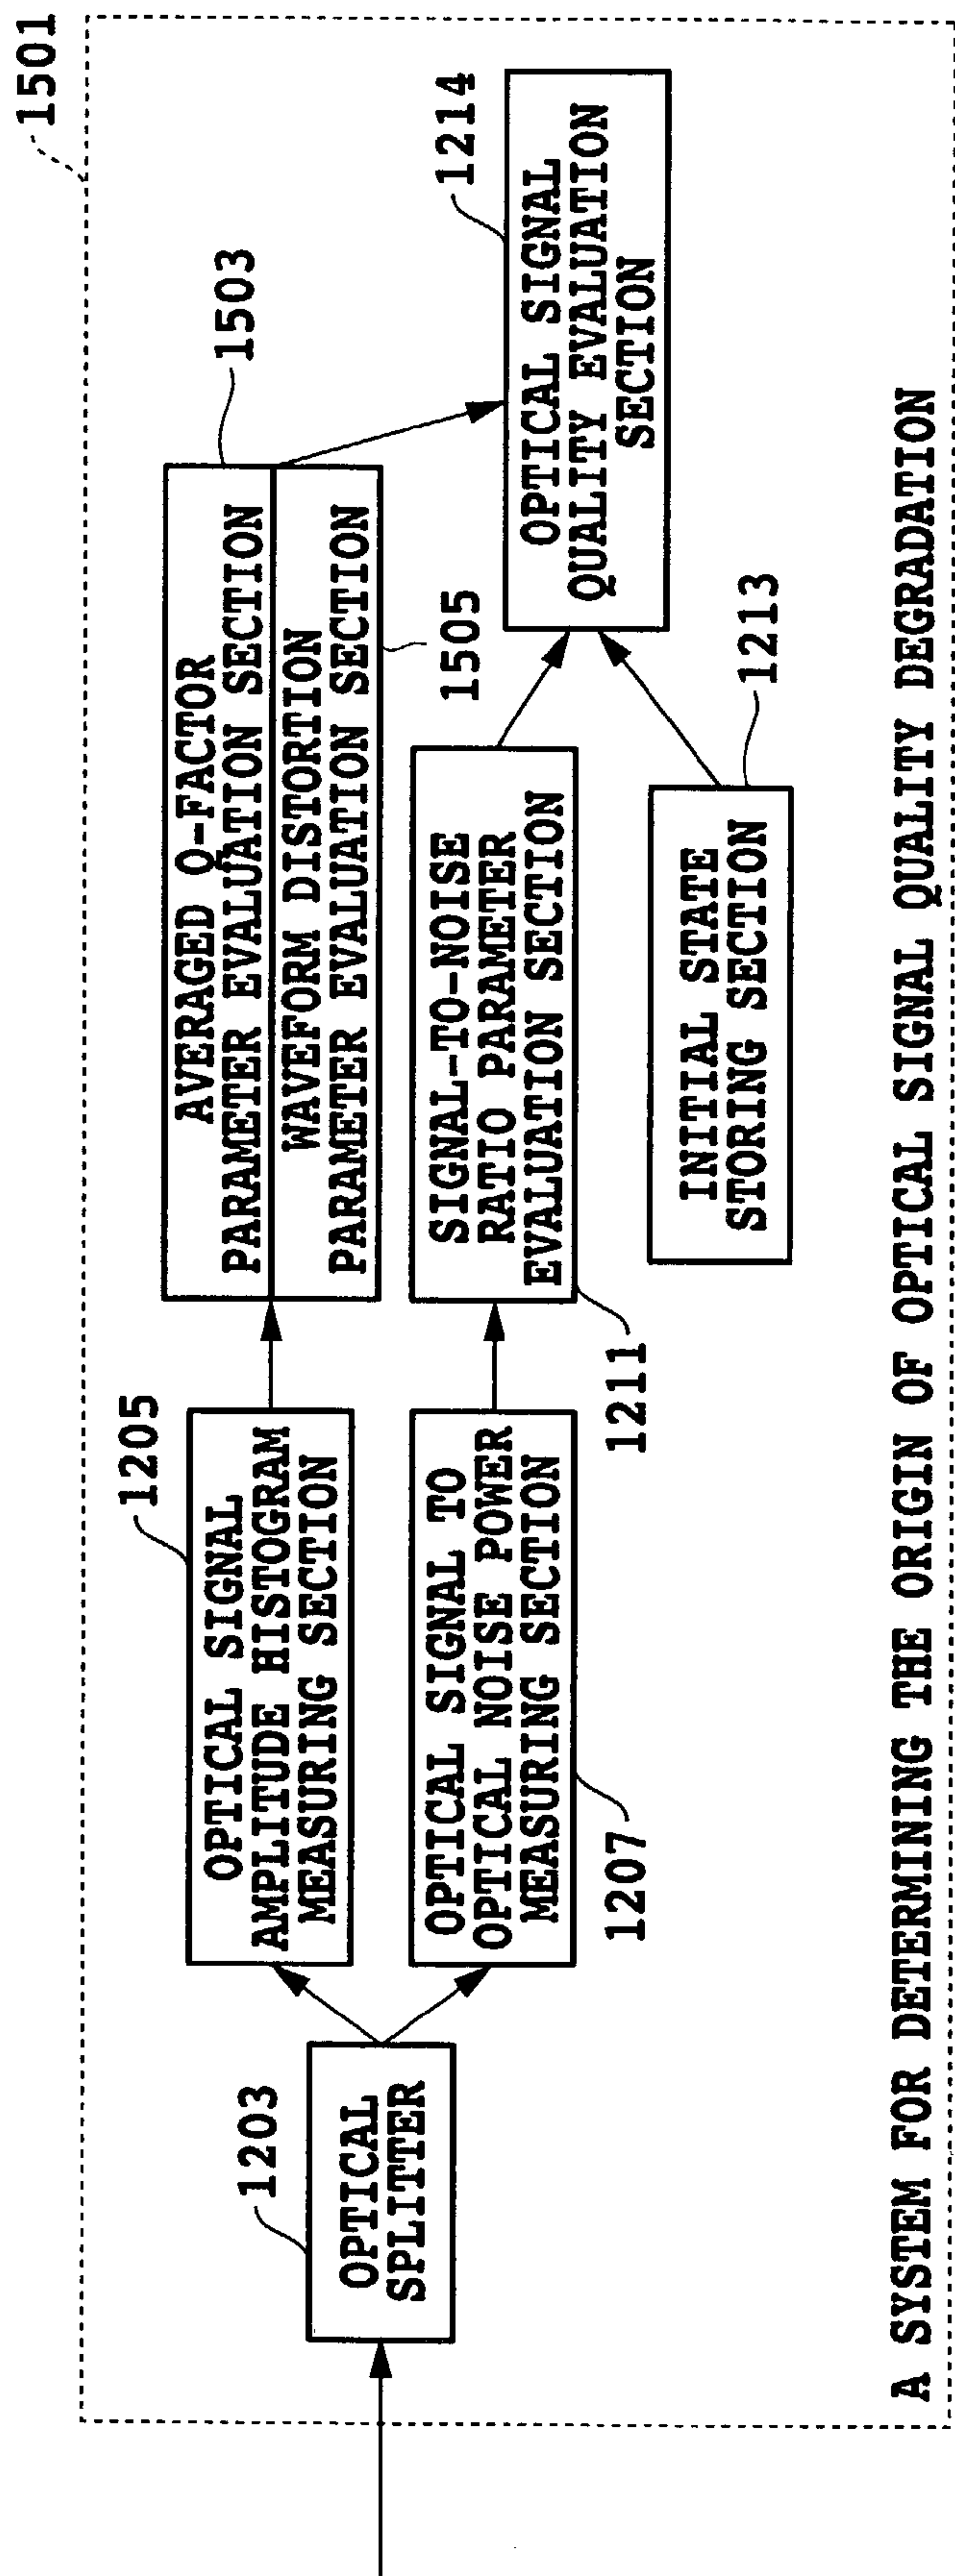 1501
1203
OPTICAL
SPLITTER
1205
OPTICAL SIGNAL
AMPLITUDE HISTOGRAM
MEASURING SECTION
OPTICAL SIGNAL TO
OPTICAL NOISE POWER
MEASURING SECTION
1207
1503
AVERAGED Q-FACTOR
PARAMETER EVALUATION SECTION
WAVEFORM DISTORTION
PARAMETER EVALUATION SECTION
1505
SIGNAL-TO-NOISE
RATIO PARAMETER
EVALUATION SECTION
1211
INITIAL STATE
STORING SECTION
1213
1214
OPTICAL SIGNAL
QUALITY EVALUATION
SECTION
A SYSTEM FOR DETERMINING THE ORIGIN OF OPTICAL SIGNAL QUALITY DEGRADATION